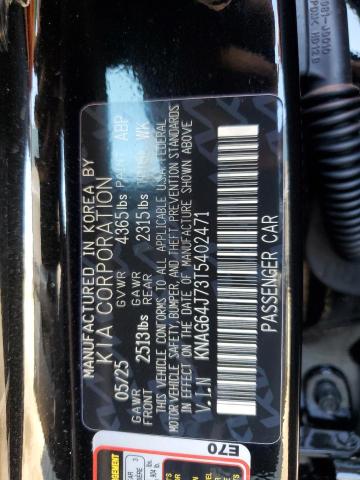 MANUFACTURED IN KOREA BY
KIA CORPORATION
05/25 GVWR 4365lbs PAINT ABP
GAWR FRONT 2513lbs GAWR REAR 2315lbs WK
THIS VEHICLE CONFORMS TO ALL APPLICABLE U.S.A. FEDERAL
MOTOR VEHICLE SAFETY, BUMPER, AND THEFT PREVENTION STANDARDS
IN EFFECT ON THE DATE OF MANUFACTURE SHOWN ABOVE
V.I.N KNAG64J73T5402471
PASSENGER CAR
E70